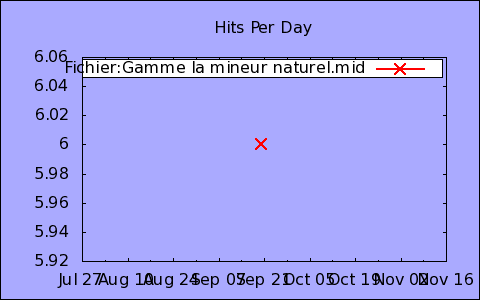 Hits Per Day
6.06
Fichier:Gamme la mineur naturel.mid
6.04
6.02
6
5.98
5.96
5.94
5.92
Jul 27 Aug 10 Aug 24 Sep 07 Sep 21 Oct 05 Oct 19 Nov 02 Nov 16